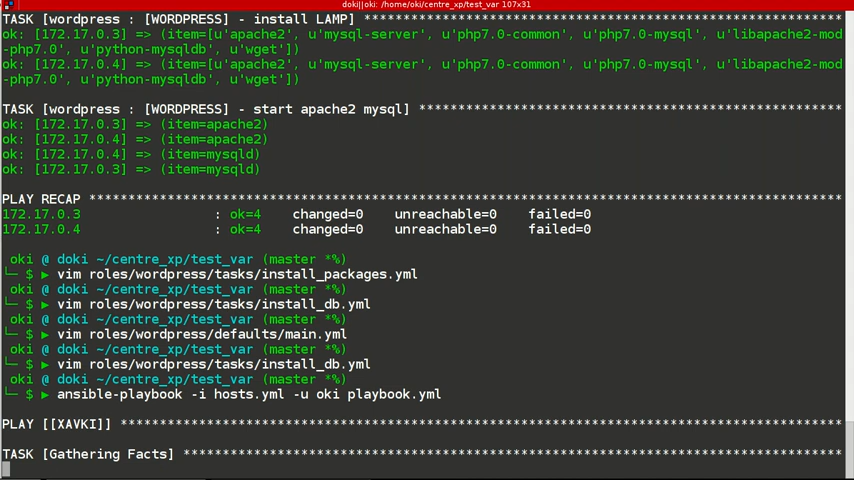 doki||oki: /home/oki/centre_xp/test_var 107x31
TASK [wordpress : [WORDPRESS] - install LAMP] *************************************************************
ok: [172.17.0.3] => (item=[u'apache2', u'mysql-server', u'php7.0-common', u'php7.0-mysql', u'libapache2-mod
-php7.0', u'python-mysqldb', u'wget'])
ok: [172.17.0.4] => (item=[u'apache2', u'mysql-server', u'php7.0-common', u'php7.0-mysql', u'libapache2-mod
-php7.0', u'python-mysqldb', u'wget'])
TASK [wordpress : [WORDPRESS] - start apache2 mysql] ******************************************************
ok: [172.17.0.3] => (item=apache2)
ok: [172.17.0.4] => (item=apache2)
ok: [172.17.0.4] => (item=mysqld)
ok: [172.17.0.3] => (item=mysqld)
PLAY RECAP ************************************************************************************************
172.17.0.3 : ok=4 changed=0 unreachable=0 failed=0
172.17.0.4 : ok=4 changed=0 unreachable=0 failed=0
oki @ doki ~/centre_xp/test_var (master *%)
└─ $ ▶ vim roles/wordpress/tasks/install_packages.yml
oki @ doki ~/centre_xp/test_var (master *%)
└─ $ ▶ vim roles/wordpress/tasks/install_db.yml
oki @ doki ~/centre_xp/test_var (master *%)
└─ $ ▶ vim roles/wordpress/defaults/main.yml
oki @ doki ~/centre_xp/test_var (master *%)
└─ $ ▶ vim roles/wordpress/tasks/install_db.yml
oki @ doki ~/centre_xp/test_var (master *%)
└─ $ ▶ ansible-playbook -i hosts.yml -u oki playbook.yml
PLAY [[XAVKI]] ********************************************************************************************
TASK [Gathering Facts] ************************************************************************************